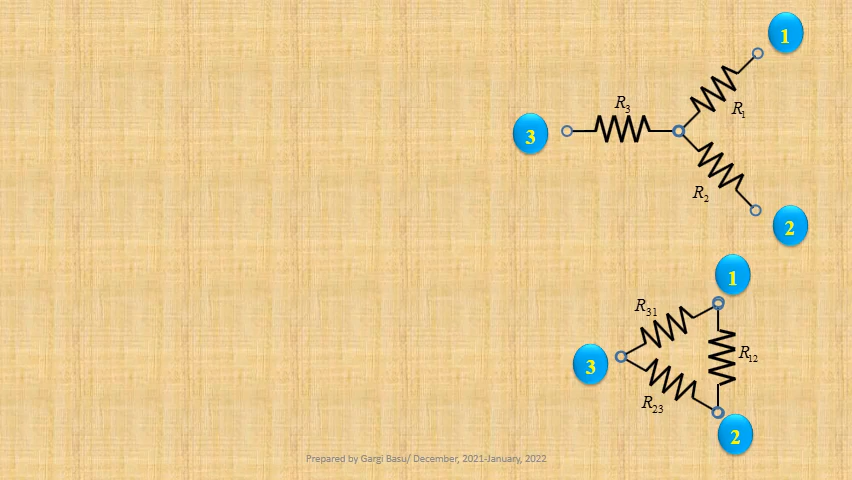 1
R3
R1
3
R2
2
1
R31
R12
3
R23
2
Prepared by Gargi Basu/ December, 2021-January, 2022